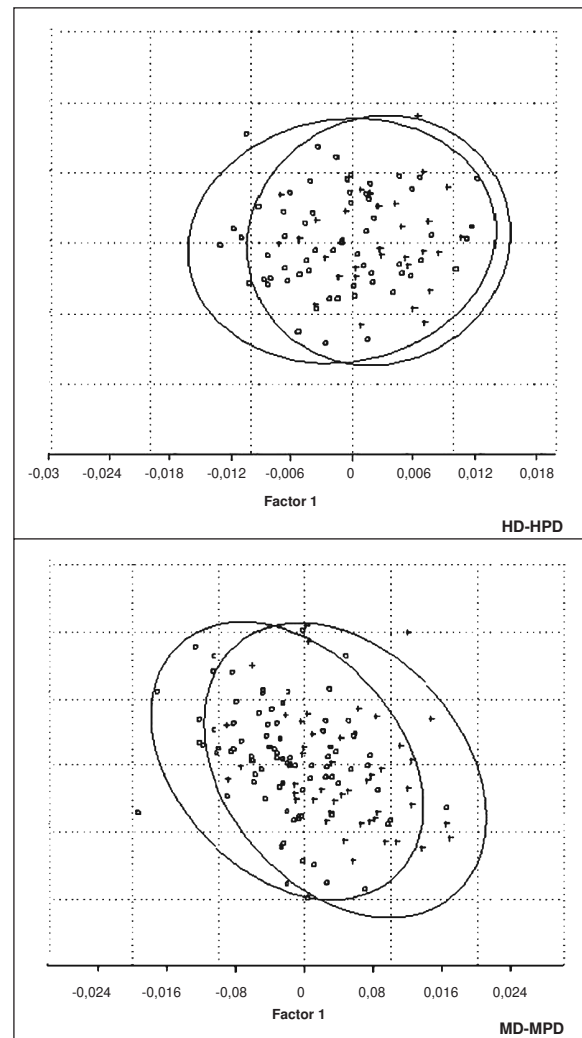 -0,03 -0,024 -0,018 -0,012 -0,006 0 0,006 0,012 0,018
Factor 1
HD-HPD
-0,024 -0,016 -0,08 0 0,08 0,016 0,024
Factor 1
MD-MPD